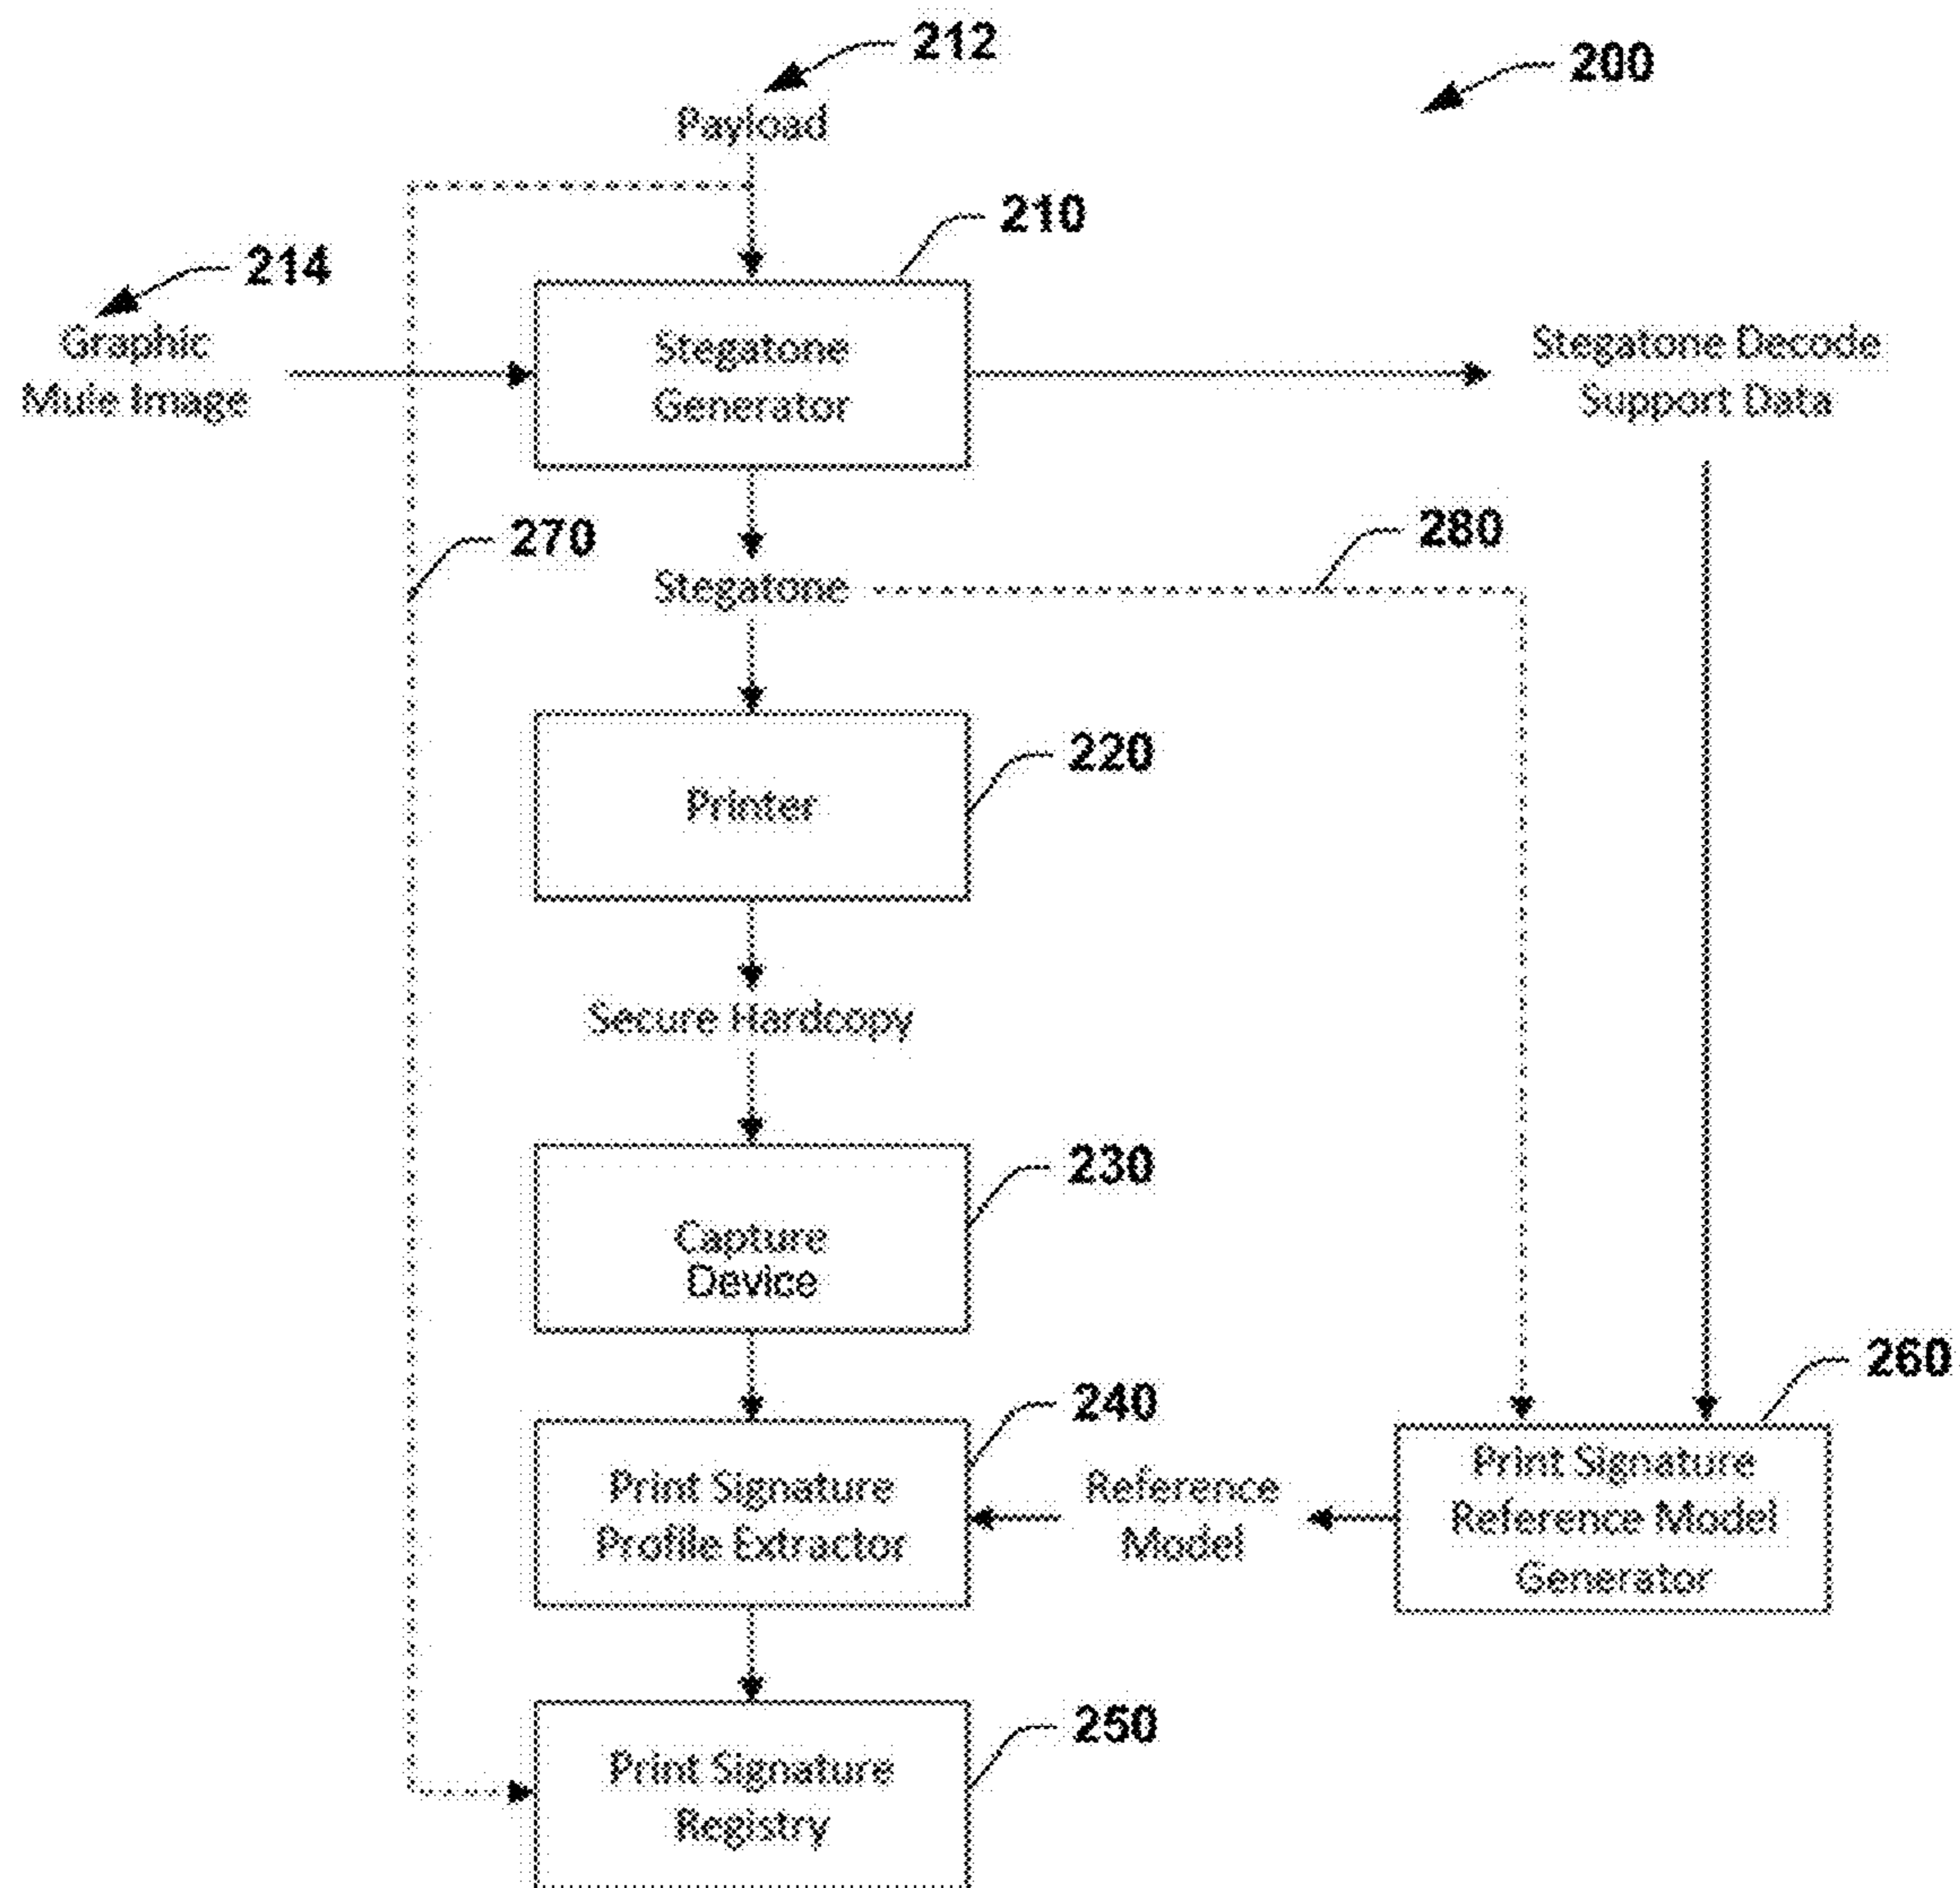 212
200
Payload
210
214
Graphic
Mule Image
Stegatone
Generator
Stegatone Decode
Support Data
270
280
Stegatone
220
Printer
Secure Hardcopy
230
Capture
Device
260
240
Print Signature
Profile Extractor
Reference
Model
Print Signature
Reference Model
Generator
250
Print Signature
Registry